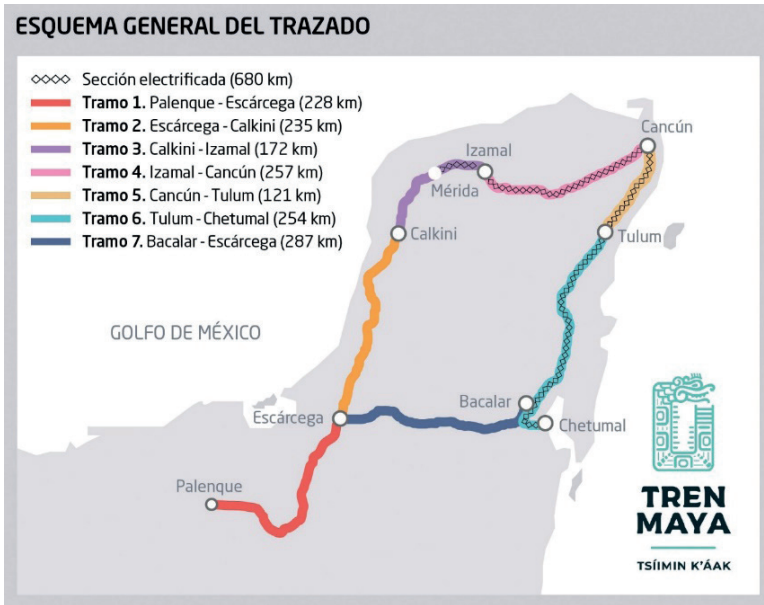 ESQUEMA GENERAL DEL TRAZADO
Sección electrificada (680 km)
Tramo 1. Palenque - Escárcega (228 km)
Tramo 2. Escárcega - Calkini (235 km)
Tramo 3. Calkini - Izamal (172 km)
Tramo 4. Izamal - Cancún (257 km)
Tramo 5. Cancún - Tulum (121 km)
Tramo 6. Tulum - Chetumal (254 km)
Tramo 7. Bacalar - Escárcega (287 km)
Cancún
Izamal
Mérida
Calkini
Tulum
GOLFO DE MÉXICO
Bacalar
Escárcega
Chetumal
Palenque
TREN
MAYA
TSÍIMIN K'ÁAK